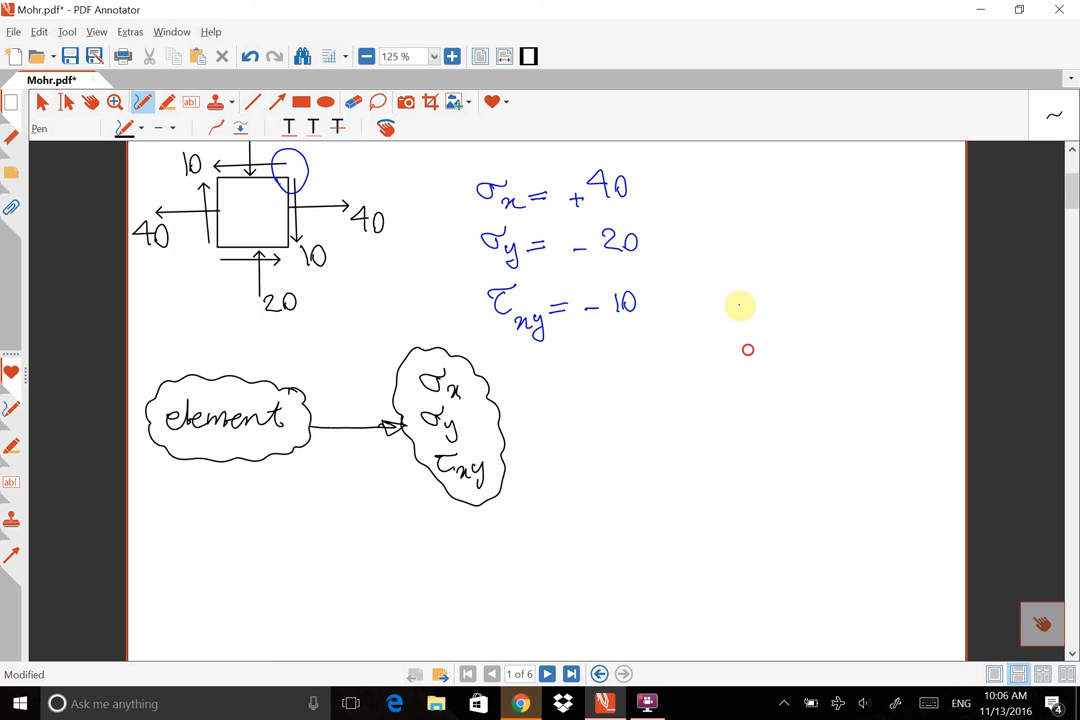 Mohr.pdf* - PDF Annotator
File Edit Tool View Extras Window Help
125 %
Mohr.pdf*
Pen
10
40
40
10
20
σx = +40
σy = - 20
τxy = - 10
element
σx
σy
τxy
Modified
1 of 6
Ask me anything
ENG
10:06 AM
11/13/2016
4